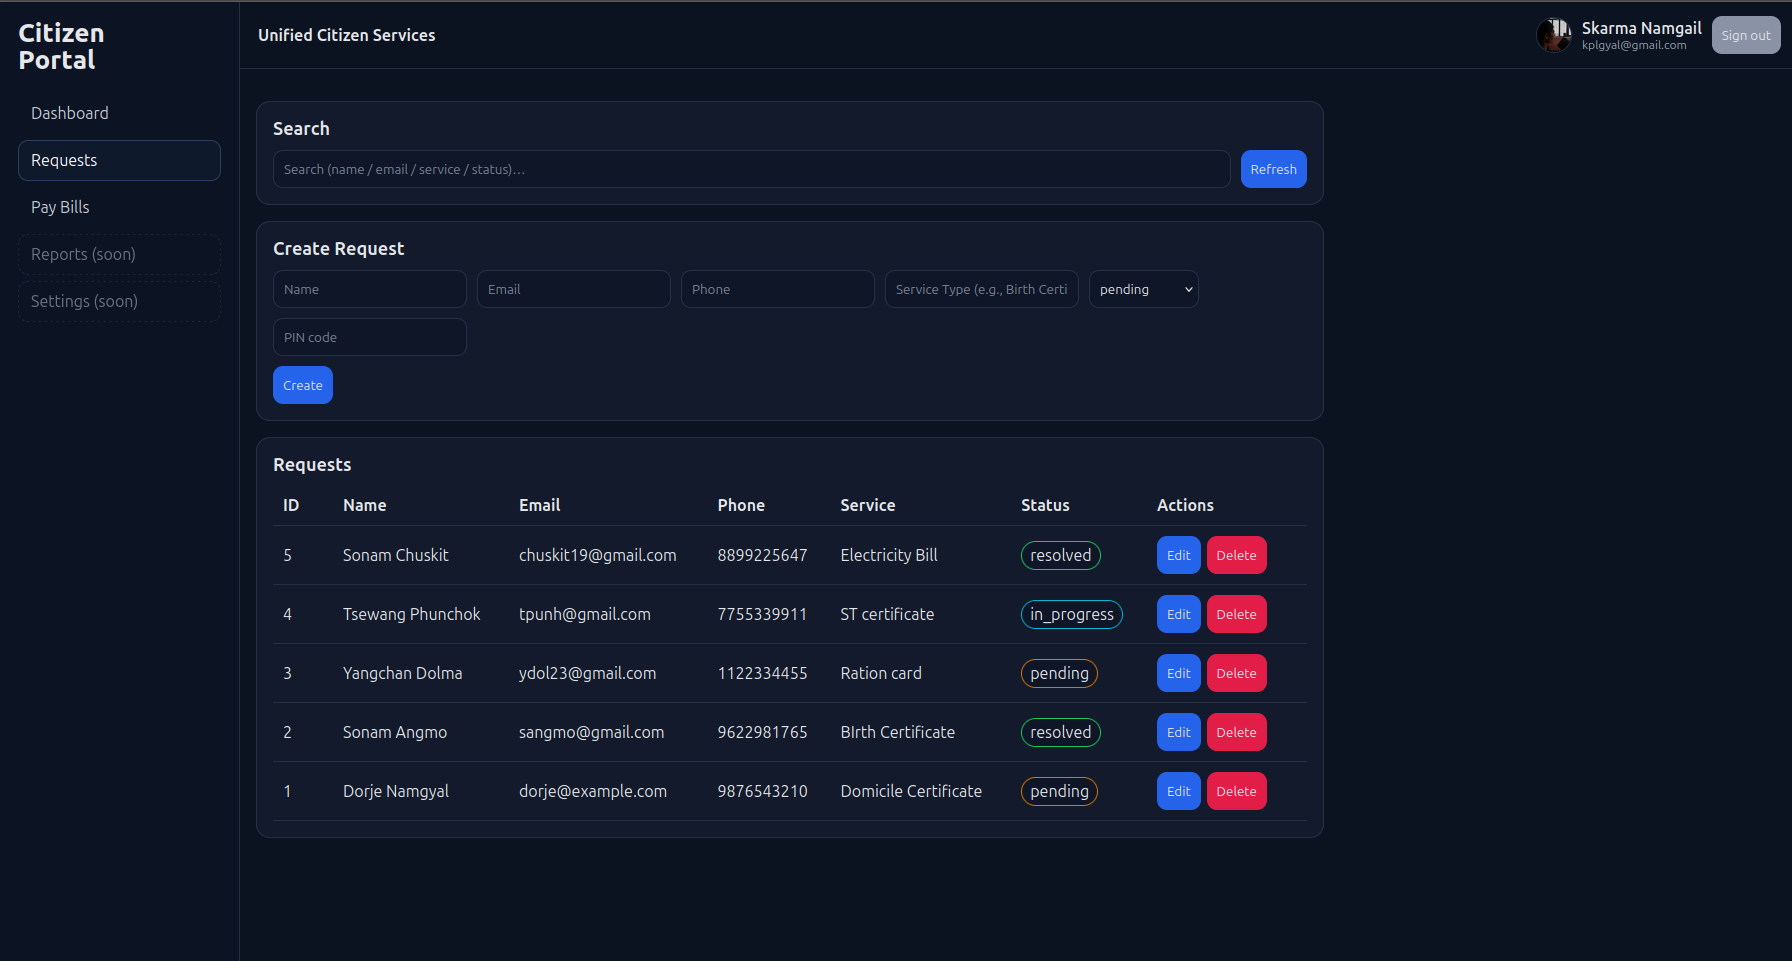 Citizen
Portal
Unified Citizen Services
Skarma Namgail
kplgyal@gmail.com
Sign out
Dashboard
Requests
Pay Bills
Reports (soon)
Settings (soon)
Search
Search (name / email / service / status)...
Refresh
Create Request
Name
Email
Phone
Service Type (e.g., Birth Certi
pending
PIN code
Create
Requests
ID Name Email Phone Service Status Actions
5 Sonam Chuskit chuskit19@gmail.com 8899225647 Electricity Bill resolved Edit Delete
4 Tsewang Phunchok tpunh@gmail.com 7755339911 ST certificate in_progress Edit Delete
3 Yangchan Dolma ydol23@gmail.com 1122334455 Ration card pending Edit Delete
2 Sonam Angmo sangmo@gmail.com 9622981765 BIrth Certificate resolved Edit Delete
1 Dorje Namgyal dorje@example.com 9876543210 Domicile Certificate pending Edit Delete